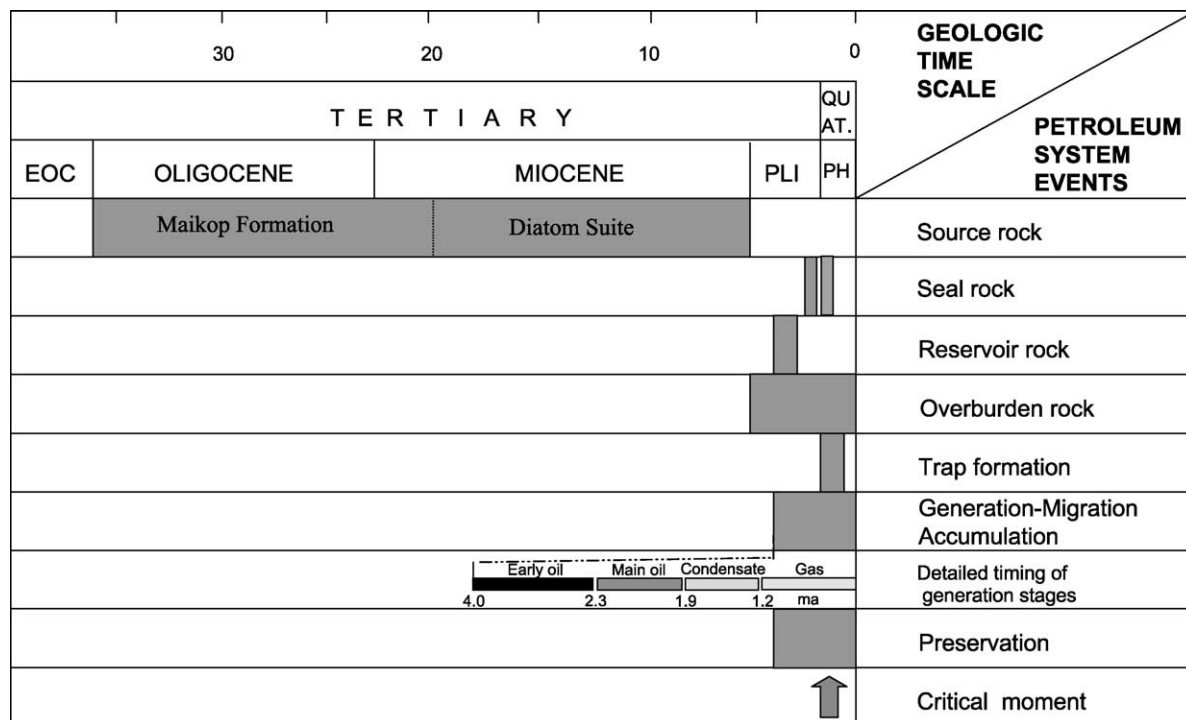 30 20 10 0
GEOLOGIC
TIME
SCALE
PETROLEUM
SYSTEM
EVENTS
TERTIARY
QU
AT.
EOC OLIGOCENE MIOCENE PLI PH
Maikop Formation Diatom Suite Source rock
Seal rock
Reservoir rock
Overburden rock
Trap formation
Generation-Migration
Accumulation
Early oil Main oil Condensate Gas
4.0 2.3 1.9 1.2 ma
Detailed timing of
generation stages
Preservation
Critical moment